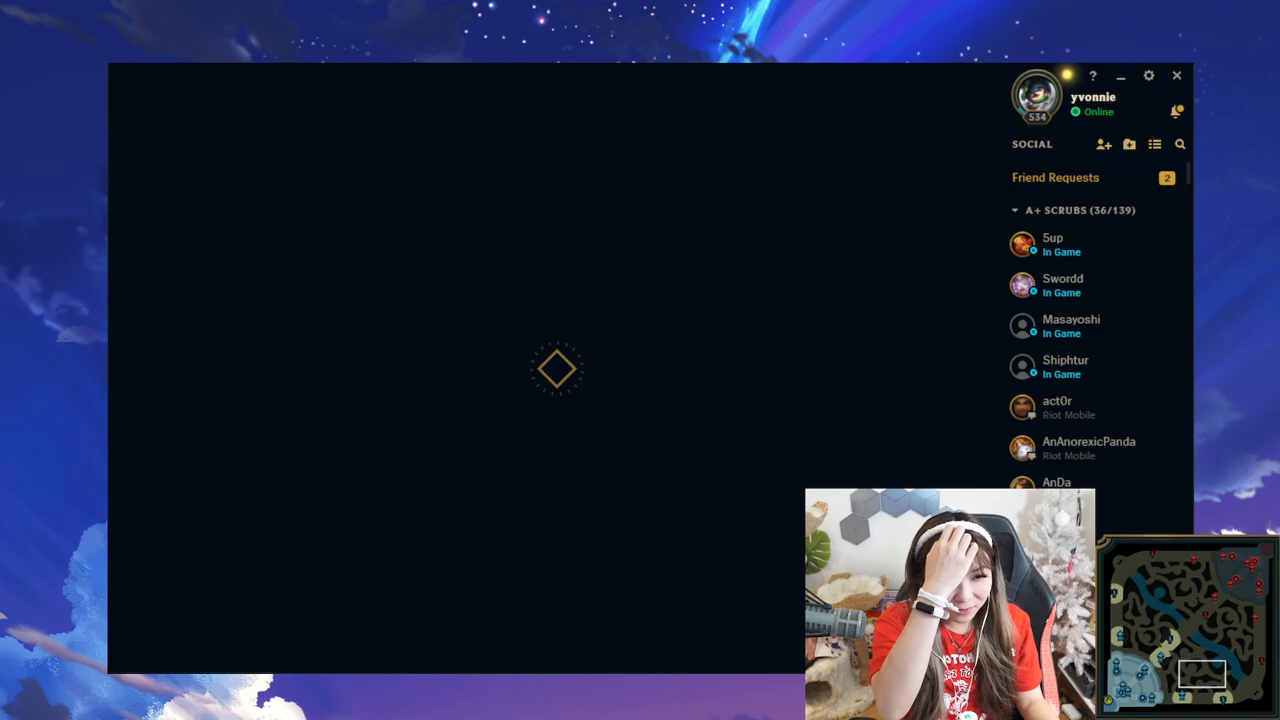 ?
yvonnie
534
Online
SOCIAL
Friend Requests
2
A+ SCRUBS (36/139)
5up
In Game
Swordd
In Game
Masayoshi
In Game
Shiphtur
In Game
act0r
Riot Mobile
AnAnorexicPanda
Riot Mobile
AnDa